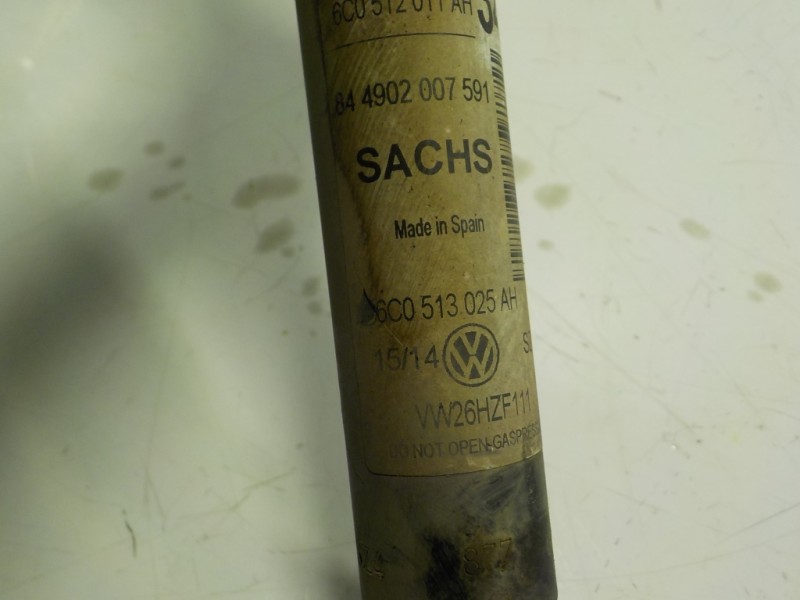 6C0 512 011 AH
84 4902 007 591
SACHS
Made in Spain
6C0 513 025 AH
15/14 VW
VW26HZF111
DO NOT OPEN-GASPRES